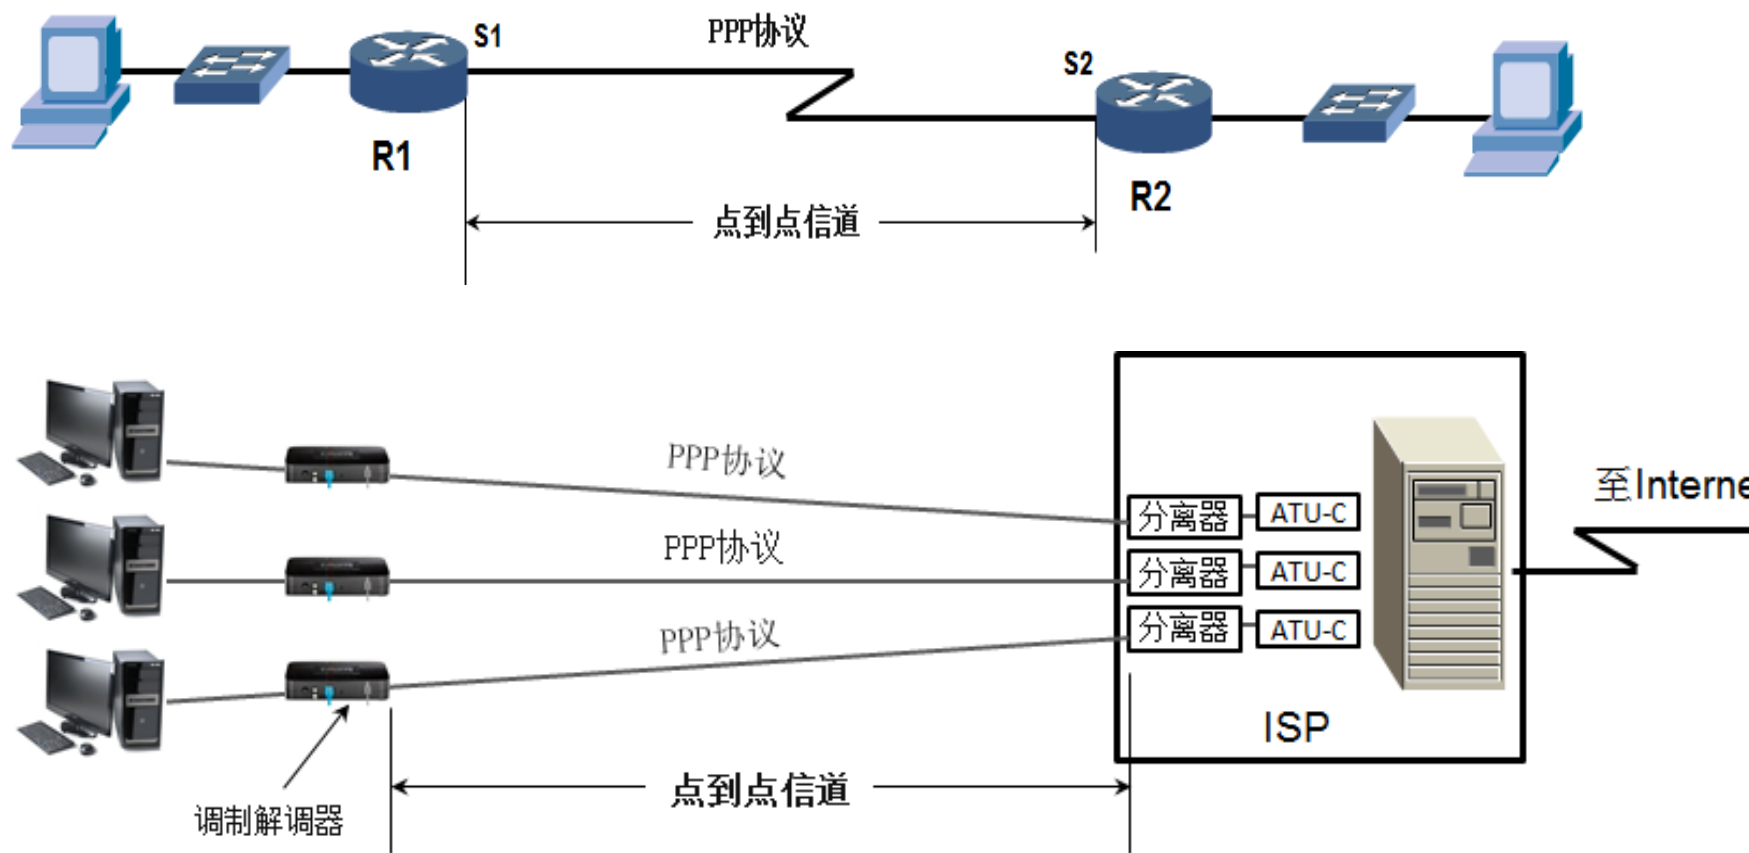 PPP协议
S1
S2
R1
R2
点到点信道
PPP协议
PPP协议
PPP协议
分离器
ATU-C
分离器
ATU-C
分离器
ATU-C
至Interne
ISP
点到点信道
调制解调器